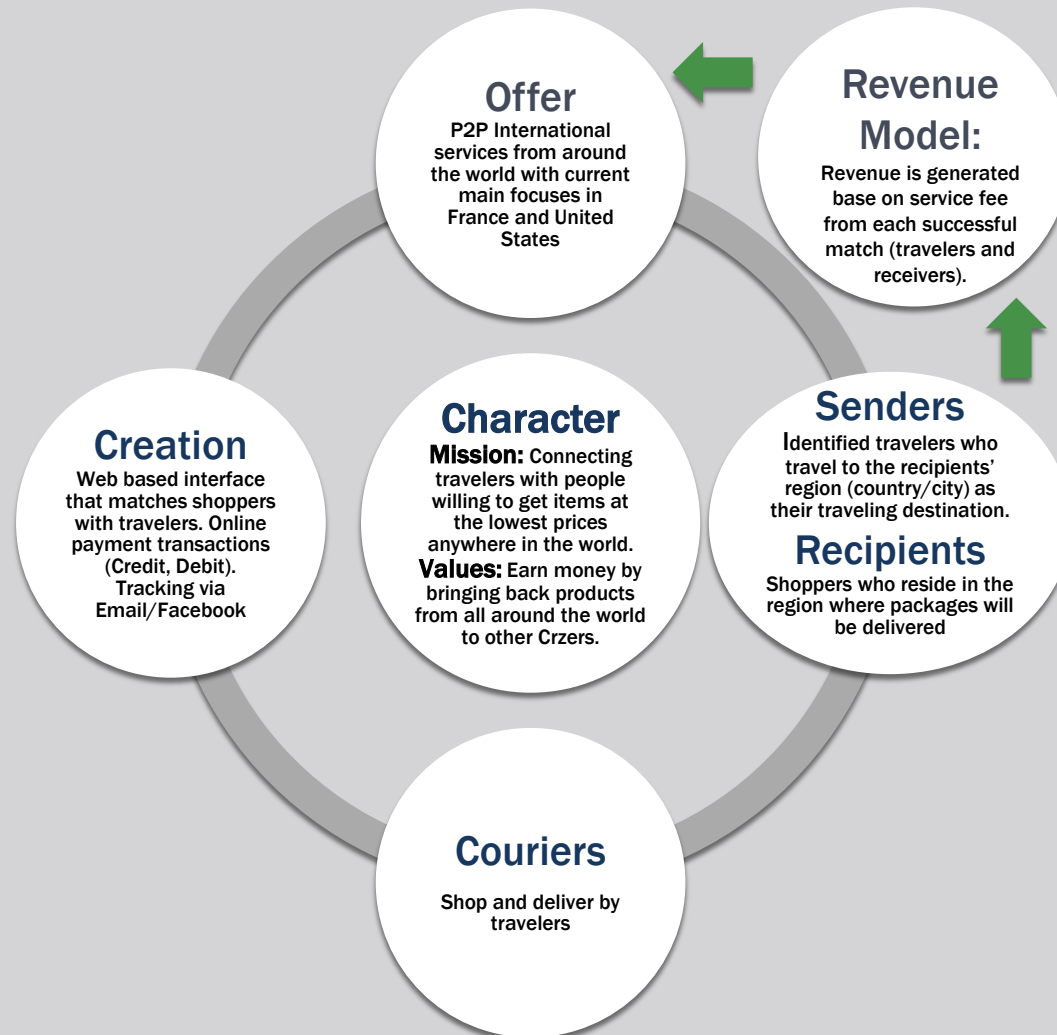 Offer
P2P International
services from around
the world with current
main focuses in
France and United
States
Revenue
Model:
Revenue is generated
base on service fee
from each successful
match (travelers and
receivers).
Creation
Web based interface
that matches shoppers
with travelers. Online
payment transactions
(Credit, Debit).
Tracking via
Email/Facebook
Character
Mission: Connecting
travelers with people
willing to get items at
the lowest prices
anywhere in the world.
Values: Earn money by
bringing back products
from all around the world
to other Crzers.
Senders
Identified travelers who
travel to the recipients’
region (country/city) as
their traveling destination.
Recipients
Shoppers who reside in the
region where packages will
be delivered
Couriers
Shop and deliver by
travelers